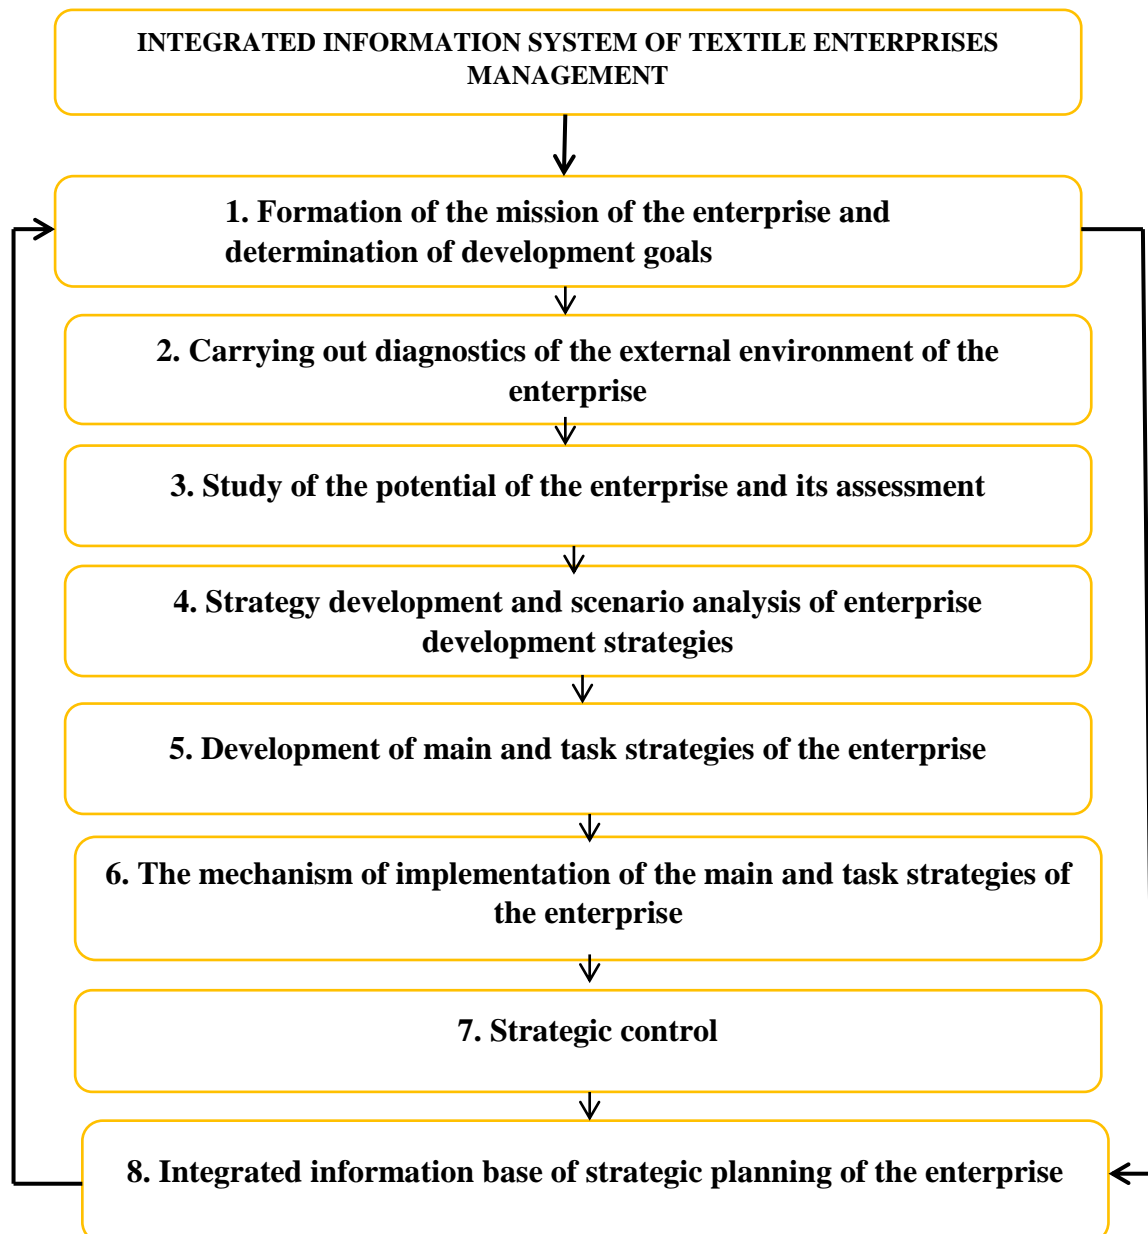 INTEGRATED INFORMATION SYSTEM OF TEXTILE ENTERPRISES
MANAGEMENT
1. Formation of the mission of the enterprise and
determination of development goals
2. Carrying out diagnostics of the external environment of the
enterprise
3. Study of the potential of the enterprise and its assessment
4. Strategy development and scenario analysis of enterprise
development strategies
5. Development of main and task strategies of the enterprise
6. The mechanism of implementation of the main and task strategies of
the enterprise
7. Strategic control
8. Integrated information base of strategic planning of the enterprise